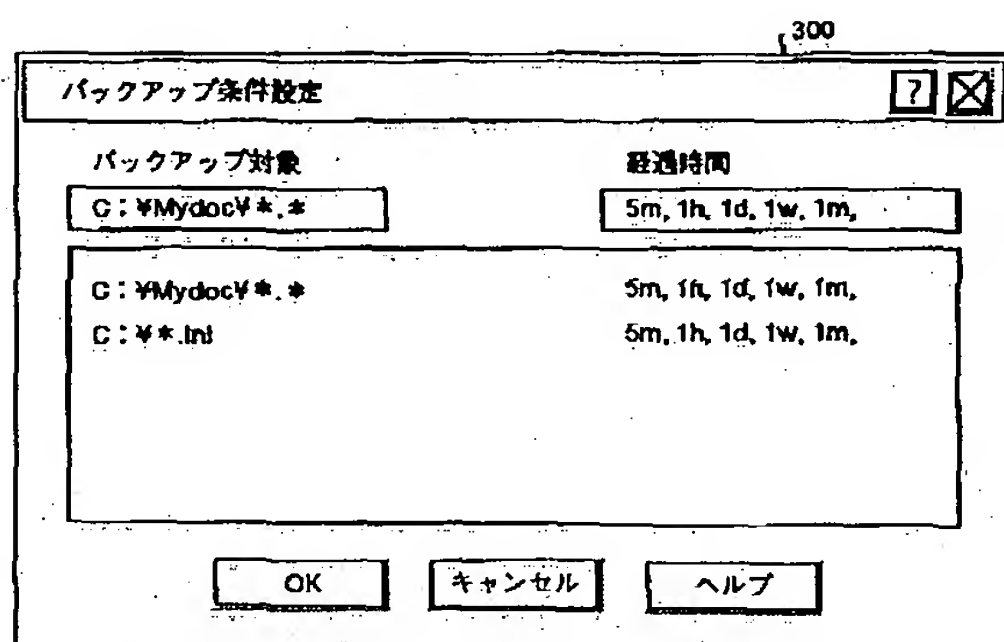 300
バックアップ条件設定 ?
バックアップ対象 経過時間
C:¥Mydoc¥*.* 5m, 1h, 1d, 1w, 1m,
C:¥Mydoc¥*.* 5m, 1h, 1d, 1w, 1m,
C:¥*.ini 5m, 1h, 1d, 1w, 1m,
OK キャンセル ヘルプ